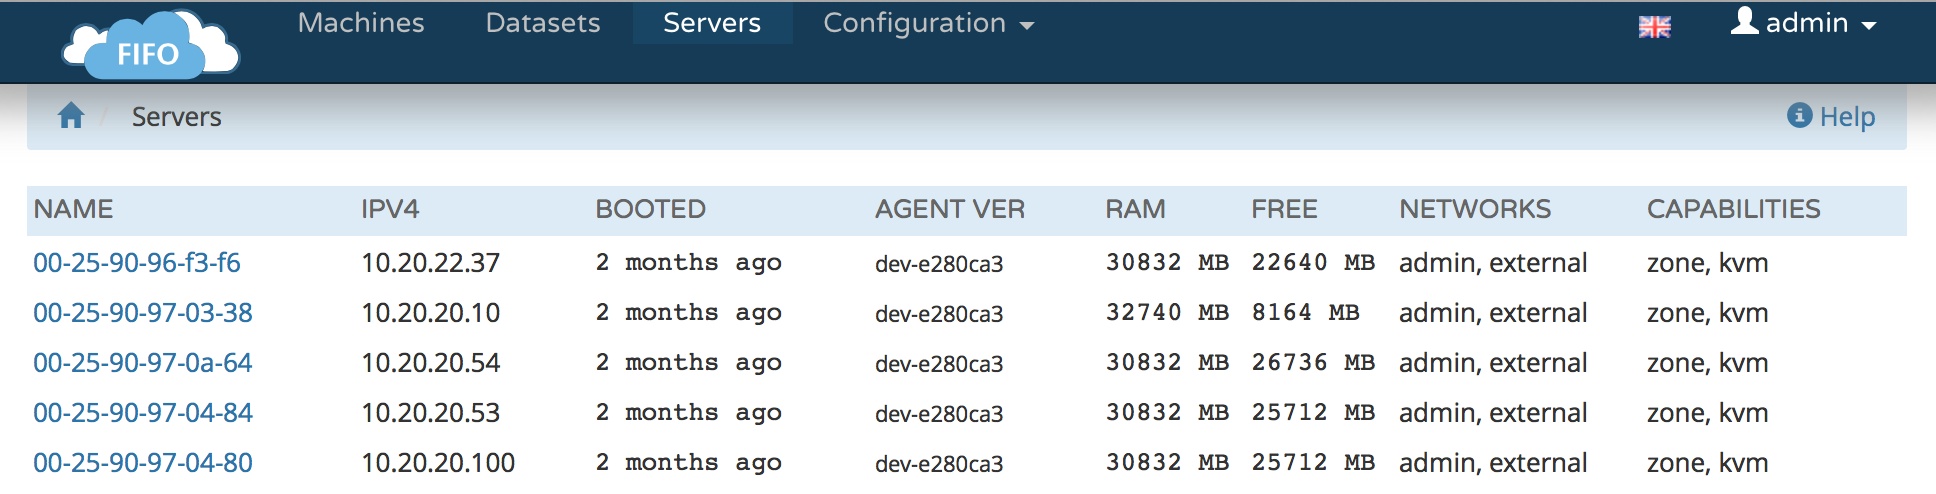 FIFO Machines Datasets Servers Configuration admin
Servers Help
NAME IPV4 BOOTED AGENT VER RAM FREE NETWORKS CAPABILITIES
00-25-90-96-f3-f6 10.20.22.37 2 months ago dev-e280ca3 30832 MB 22640 MB admin, external zone, kvm
00-25-90-97-03-38 10.20.20.10 2 months ago dev-e280ca3 32740 MB 8164 MB admin, external zone, kvm
00-25-90-97-0a-64 10.20.20.54 2 months ago dev-e280ca3 30832 MB 26736 MB admin, external zone, kvm
00-25-90-97-04-84 10.20.20.53 2 months ago dev-e280ca3 30832 MB 25712 MB admin, external zone, kvm
00-25-90-97-04-80 10.20.20.100 2 months ago dev-e280ca3 30832 MB 25712 MB admin, external zone, kvm